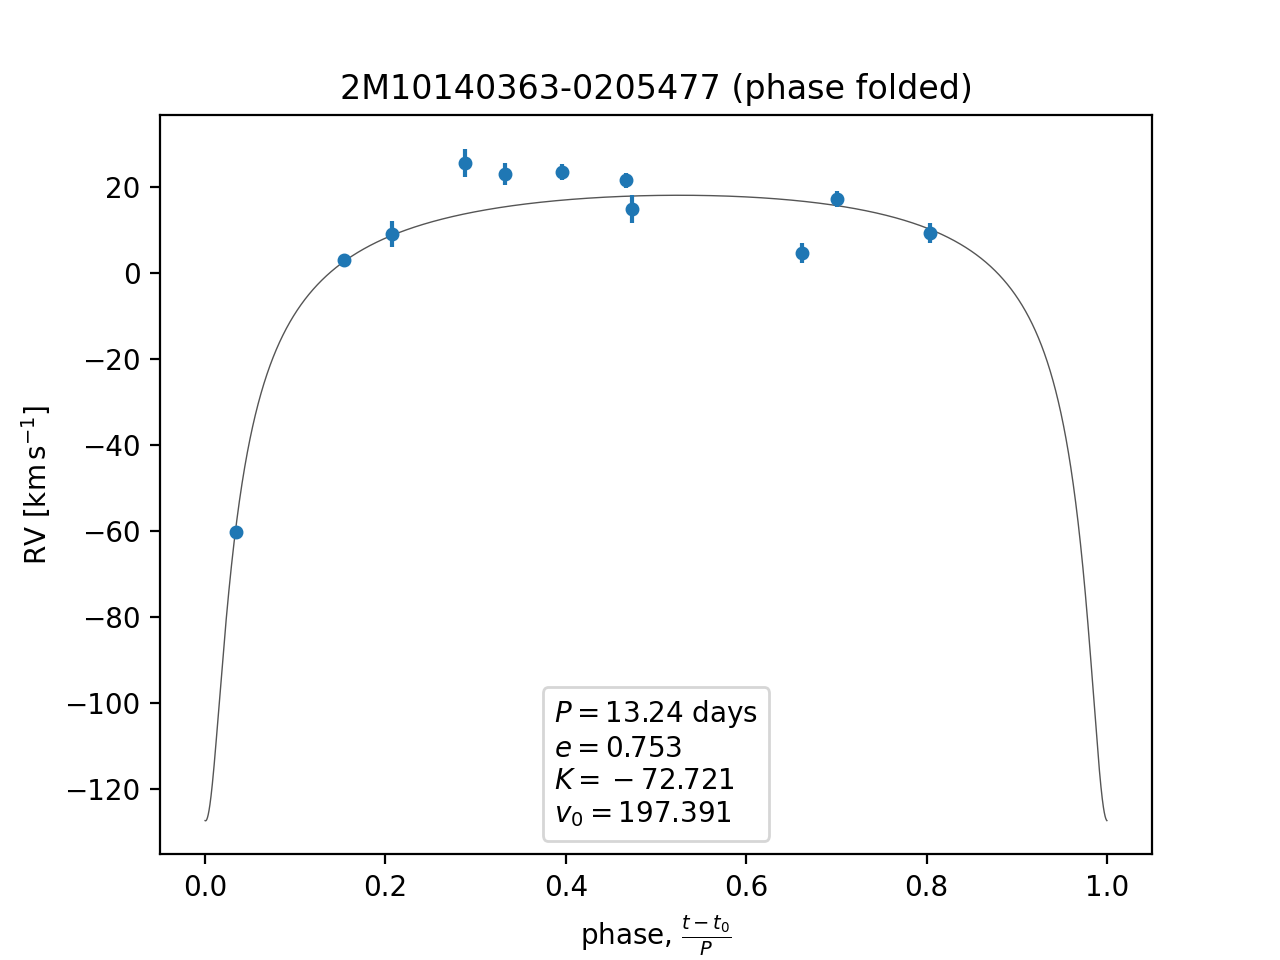 2M10140363-0205477 (phase folded)
RV [km s⁻¹]
20
0
−20
−40
−60
−80
−100
−120
P = 13.24 days
e = 0.753
K = − 72.721
v₀ = 197.391
0.0 0.2 0.4 0.6 0.8 1.0
phase, (t − t₀)/P